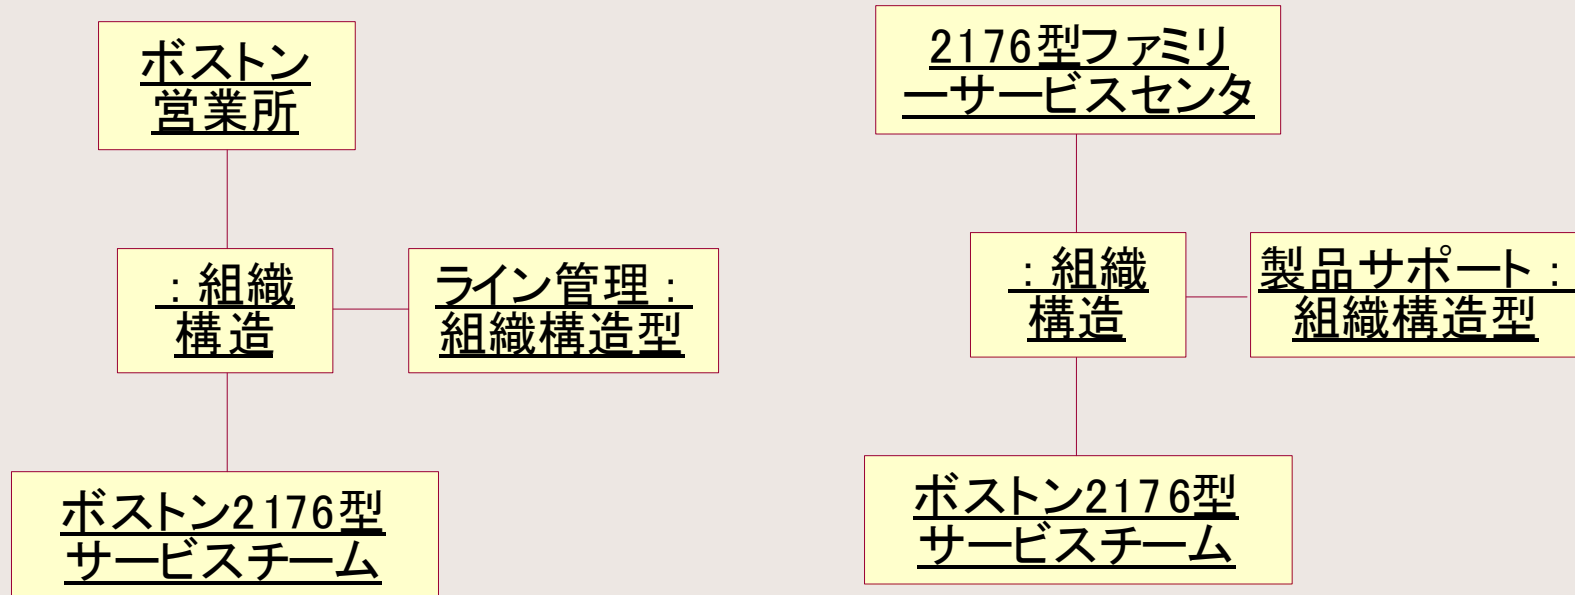 ボストン
営業所
：組織
構造
ライン管理：
組織構造型
ボストン2176型
サービスチーム
2176型ファミリ
ーサービスセンタ
：組織
構造
製品サポート：
組織構造型
ボストン2176型
サービスチーム